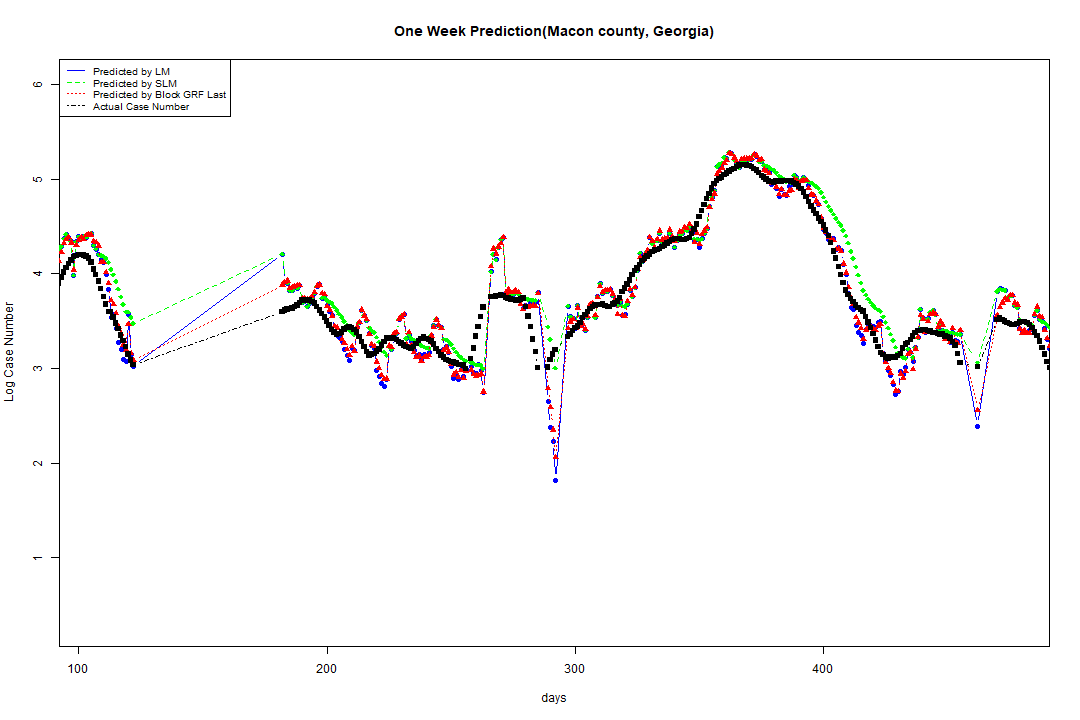 One Week Prediction(Macon county, Georgia)
Predicted by LM
Predicted by SLM
Predicted by Block GRF Last
Actual Case Number
6
5
4
3
2
1
Log Case Number
100 200 300 400
days